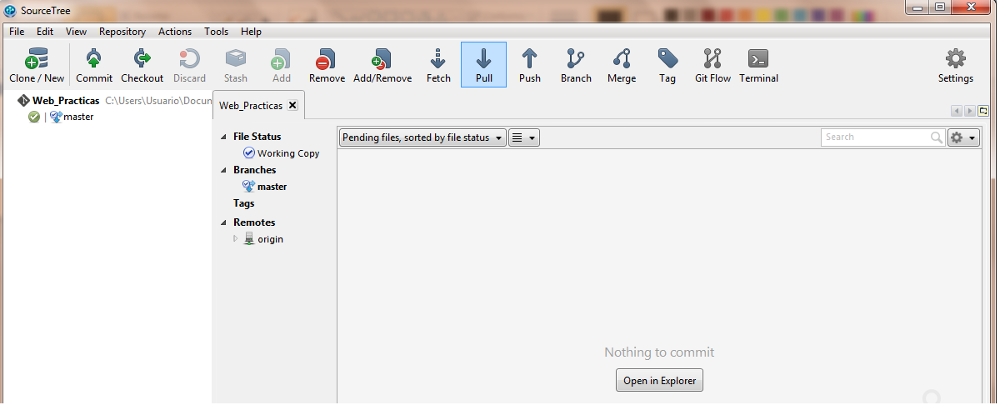 SourceTree
File Edit View Repository Actions Tools Help
Clone / New Commit Checkout Discard Stash Add Remove Add/Remove Fetch Pull Push Branch Merge Tag Git Flow Terminal Settings
Web_Practicas C:\Users\Usuario\Docun
master
Web_Practicas
File Status
Working Copy
Branches
master
Tags
Remotes
origin
Pending files, sorted by file status
Search
Nothing to commit
Open in Explorer